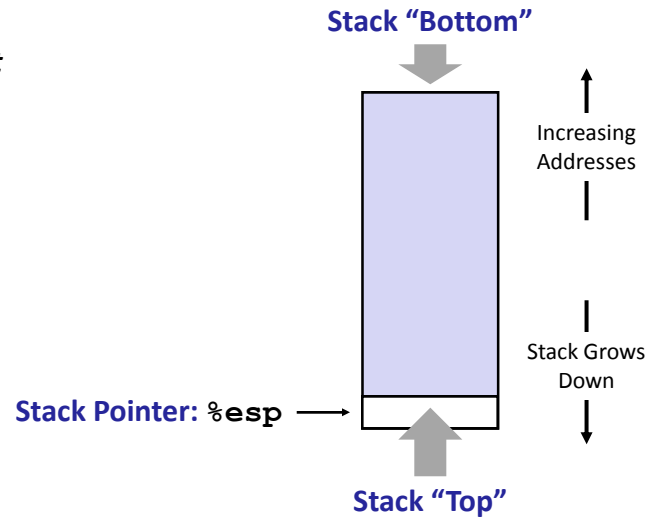 Stack “Bottom”
Increasing
Addresses
Stack Grows
Down
Stack Pointer: %esp
Stack “Top”